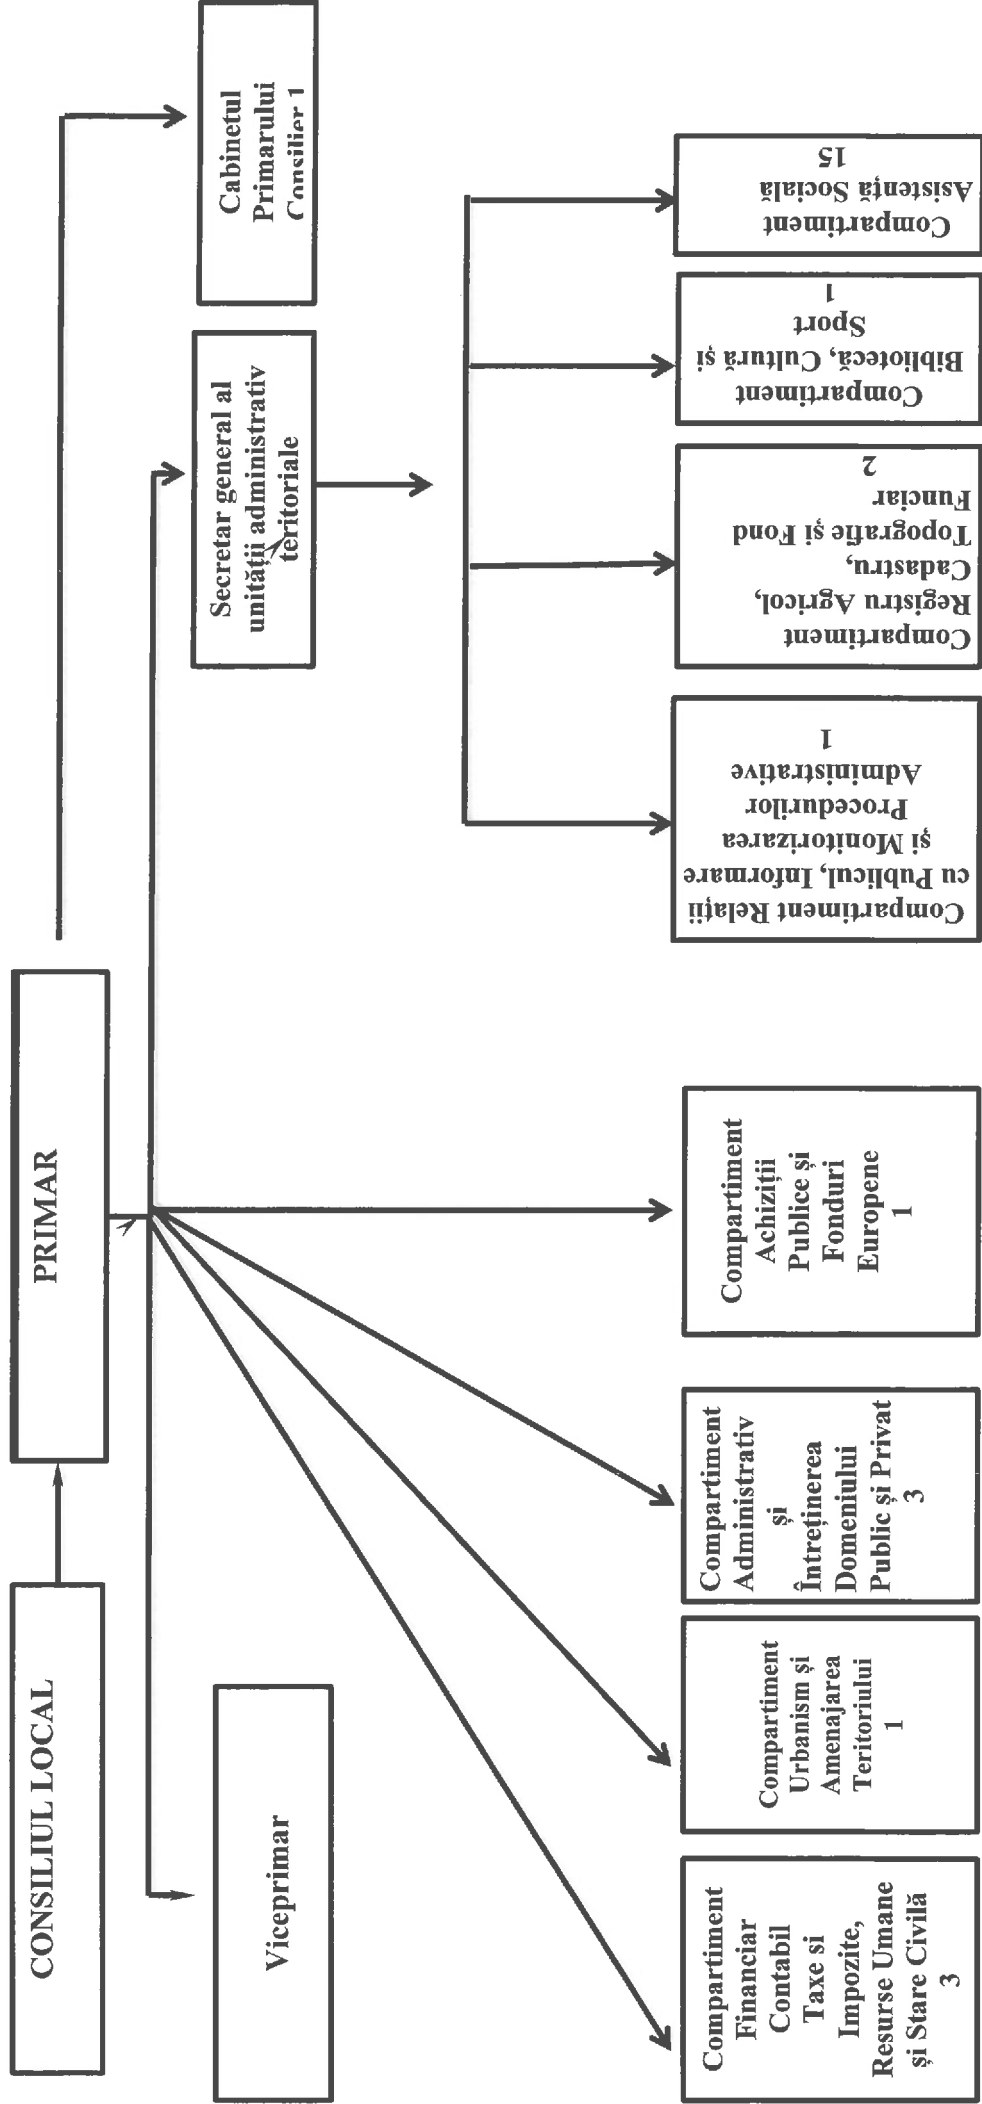 CONSILIUL LOCAL
PRIMAR
Viceprimar
Secretar general al
unității administrativ
teritoriale
Cabinetul
Primarului
Consilier 1
Compartiment
Financiar
Contabil
Taxe si
Impozite,
Resurse Umane
și Stare Civilă
3
Compartiment
Urbanism și
Amenajarea
Teritoriului
1
Compartiment
Administrativ
și
Întreținerea
Domeniului
Public și Privat
3
Compartiment
Achiziții
Publice și
Fonduri
Europene
1
Compartiment Relații
cu Publicul, Informare
și Monitorizarea
Procedurilor
Administrative
1
Compartiment
Registru Agricol,
Cadastru,
Topografie și Fond
Funciar
2
Compartiment
Bibliotecă, Cultură și
Sport
1
Compartiment
Asistență Socială
15